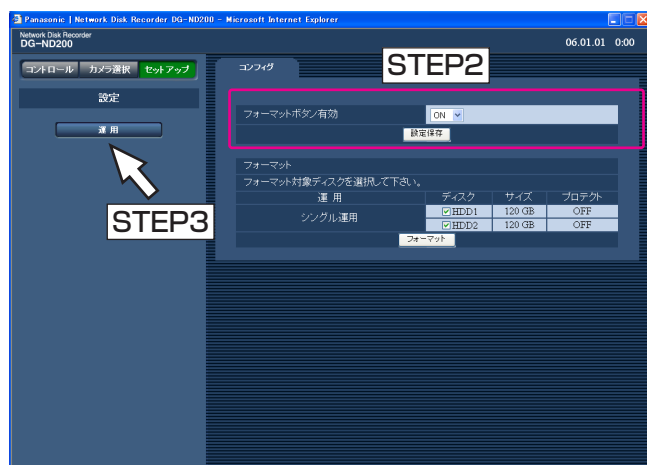 Panasonic | Network Disk Recorder DG-ND200 - Microsoft Internet Explorer
Network Disk Recorder
DG-ND200
06.01.01 0:00
コントロール カメラ選択 セットアップ
コンフィグ
STEP2
設定
運用
STEP3
フォーマットボタン有効 ON
設定保存
フォーマット
フォーマット対象ディスクを選択して下さい。
運用 ディスク サイズ プロテクト
シングル運用 HDD1 120 GB OFF
HDD2 120 GB OFF
フォーマット